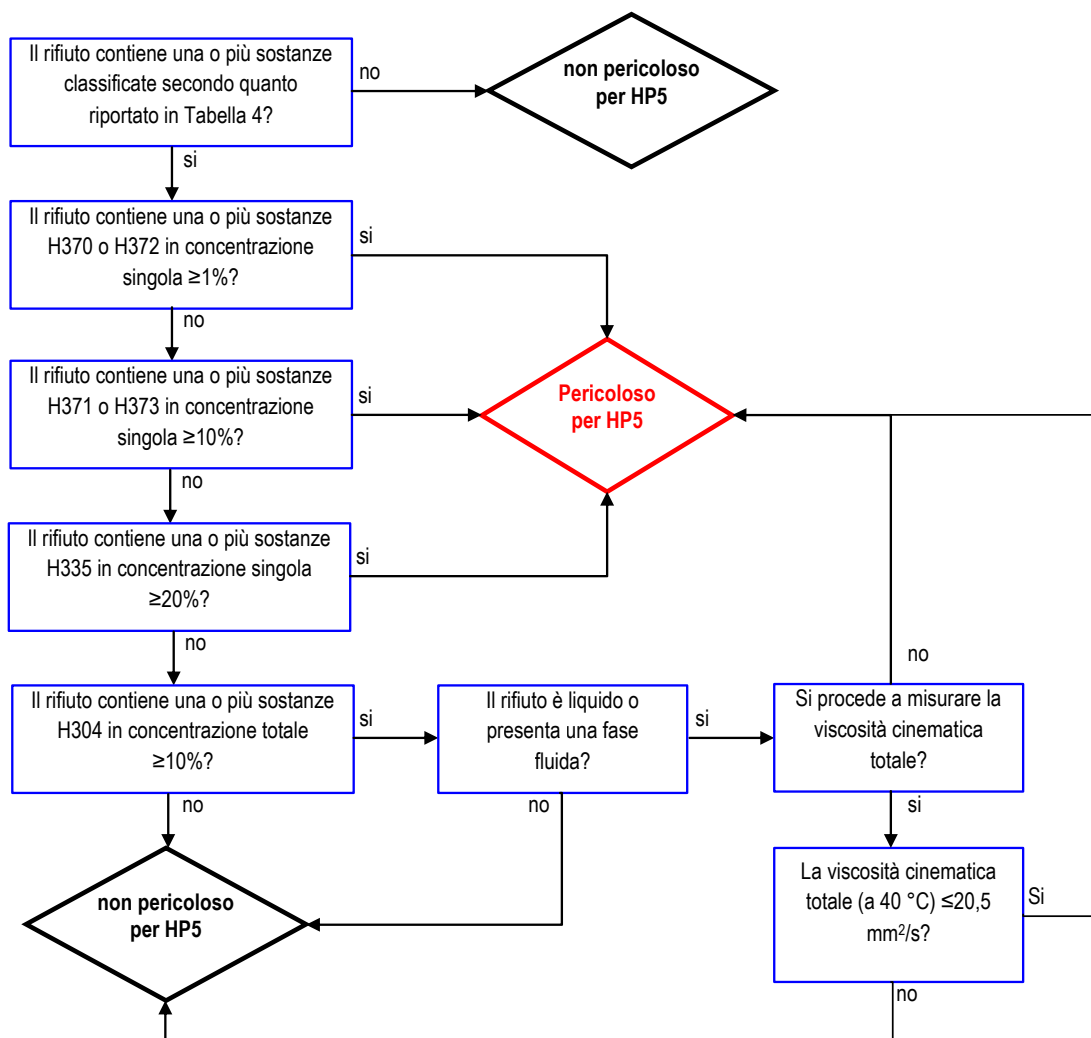 Il rifiuto contiene una o più sostanze
classificate secondo quanto
riportato in Tabella 4?
no
non pericoloso
per HP5
si
Il rifiuto contiene una o più sostanze
H370 o H372 in concentrazione
singola ≥1%?
si
no
Il rifiuto contiene una o più sostanze
H371 o H373 in concentrazione
singola ≥10%?
si
Pericoloso
per HP5
no
Il rifiuto contiene una o più sostanze
H335 in concentrazione singola
≥20%?
si
no
Il rifiuto contiene una o più sostanze
H304 in concentrazione totale
≥10%?
si
Il rifiuto è liquido o
presenta una fase
fluida?
si
no
Si procede a misurare la
viscosità cinematica
totale?
no
no
si
non pericoloso
per HP5
La viscosità cinematica
totale (a 40 °C) ≤20,5
mm²/s?
Si
no